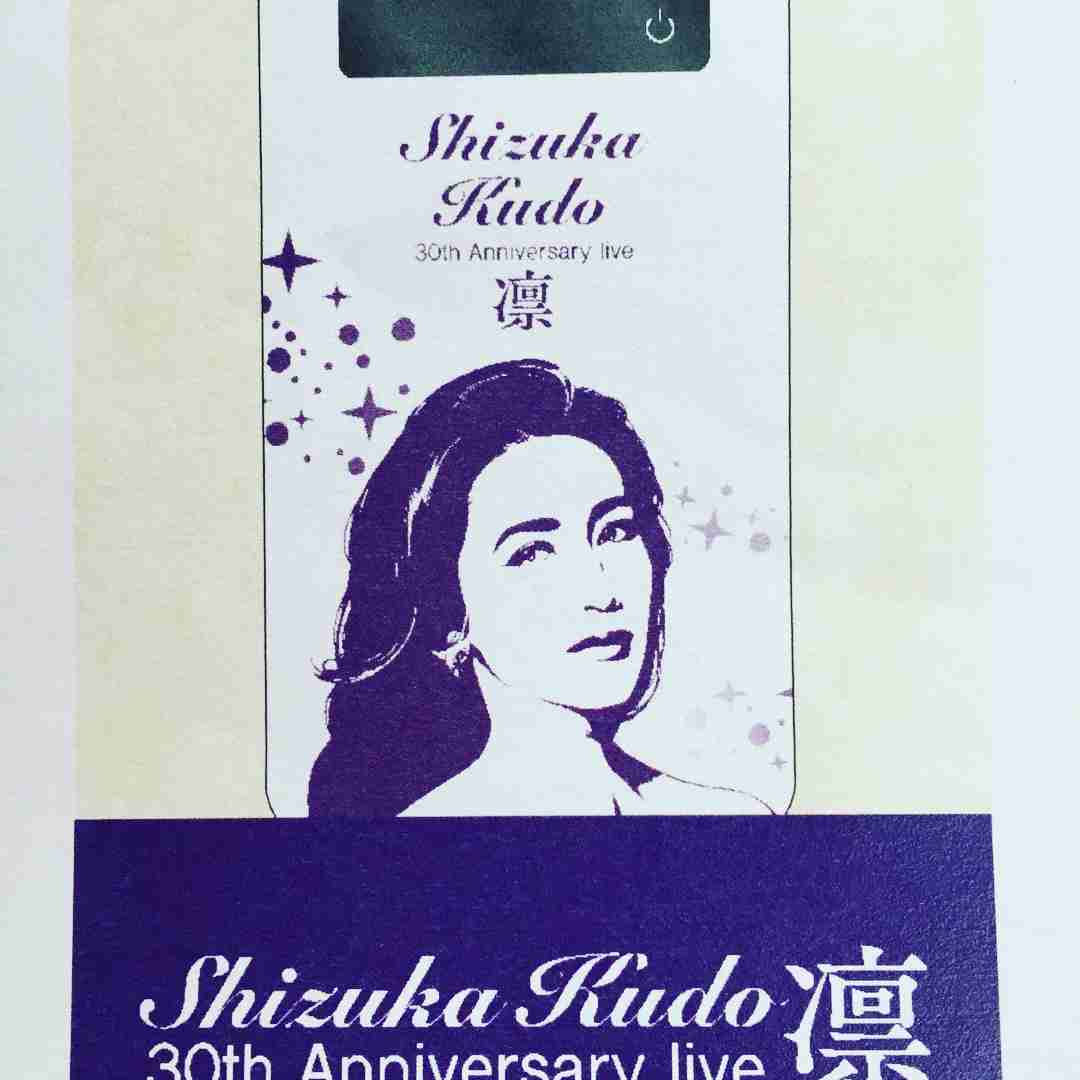 Shizuka
Kudo
30th Anniversary live
凛
Shizuka Kudo 凛
30th Anniversary live